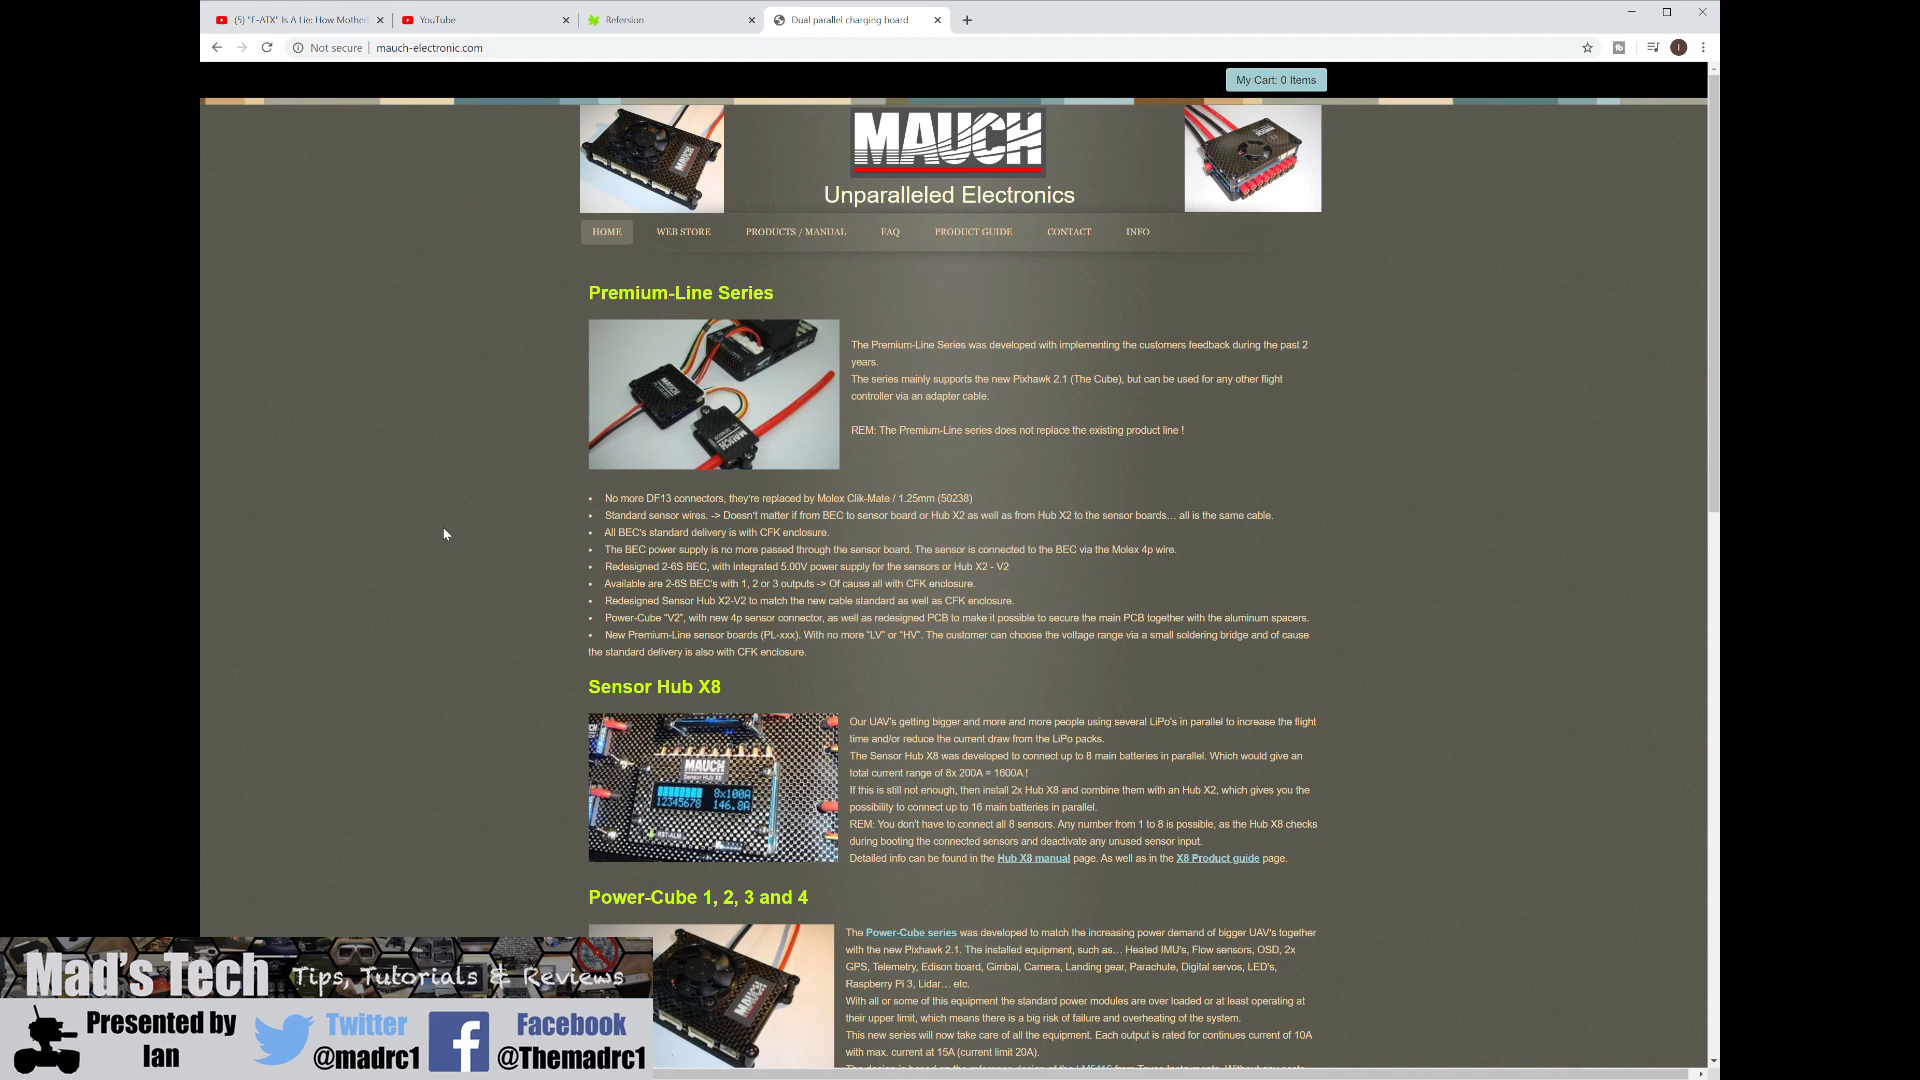 (5) "E-ATX" Is A Lie: How Mother
YouTube
Refersion
Dual parallel charging board
Not secure
mauch-electronic.com
My Cart: 0 Items
MAUCH
Unparalleled Electronics
HOME
WEB STORE
PRODUCTS / MANUAL
FAQ
PRODUCT GUIDE
CONTACT
INFO
Premium-Line Series
The Premium-Line Series was developed with implementing the customers feedback during the past 2
years.
The series mainly supports the new Pixhawk 2.1 (The Cube), but can be used for any other flight
controller via an adapter cable.
REM: The Premium-Line series does not replace the existing product line !
• No more DF13 connectors, they're replaced by Molex Clik-Mate / 1.25mm (50238)
• Standard sensor wires. -> Doesn't matter if from BEC to sensor board or Hub X2 as well as from Hub X2 to the sensor boards… all is the same cable.
• All BEC's standard delivery is with CFK enclosure.
• The BEC power supply is no more passed through the sensor board. The sensor is connected to the BEC via the Molex 4p wire.
• Redesigned 2-6S BEC, with integrated 5.00V power supply for the sensors or Hub X2 - V2
• Available are 2-6S BEC's with 1, 2 or 3 outputs -> Of cause all with CFK enclosure.
• Redesigned Sensor Hub X2-V2 to match the new cable standard as well as CFK enclosure.
• Power-Cube "V2", with new 4p sensor connector, as well as redesigned PCB to make it possible to secure the main PCB together with the aluminum spacers.
• New Premium-Line sensor boards (PL-xxx). With no more "LV" or "HV". The customer can choose the voltage range via a small soldering bridge and of cause
the standard delivery is also with CFK enclosure.
Sensor Hub X8
MAUCH
Sensor Hub X8
8x100A
12345678 146.8A
RST-ALM
Our UAV's getting bigger and more and more people using several LiPo's in parallel to increase the flight
time and/or reduce the current draw from the LiPo packs.
The Sensor Hub X8 was developed to connect up to 8 main batteries in parallel. Which would give an
total current range of 8x 200A = 1600A !
If this is still not enough, then install 2x Hub X8 and combine them with an Hub X2, which gives you the
possibility to connect up to 16 main batteries in parallel.
REM: You don't have to connect all 8 sensors. Any number from 1 to 8 is possible, as the Hub X8 checks
during booting the connected sensors and deactivate any unused sensor input.
Detailed info can be found in the Hub X8 manual page. As well as in the X8 Product guide page.
Power-Cube 1, 2, 3 and 4
The Power-Cube series was developed to match the increasing power demand of bigger UAV's together
with the new Pixhawk 2.1. The installed equipment, such as… Heated IMU's, Flow sensors, OSD, 2x
GPS, Telemetry, Edison board, Gimbal, Camera, Landing gear, Parachute, Digital servos, LED's,
Raspberry Pi 3, Lidar… etc.
With all or some of this equipment the standard power modules are over loaded or at least operating at
their upper limit, which means there is a big risk of failure and overheating of the system.
This new series will now take care of all the equipment. Each output is rated for continues current of 10A
with max. current at 15A (current limit 20A).
Mad's Tech
Tips, Tutorials & Reviews
Presented by
Ian
Twitter
@madrc1
Facebook
@Themadrc1